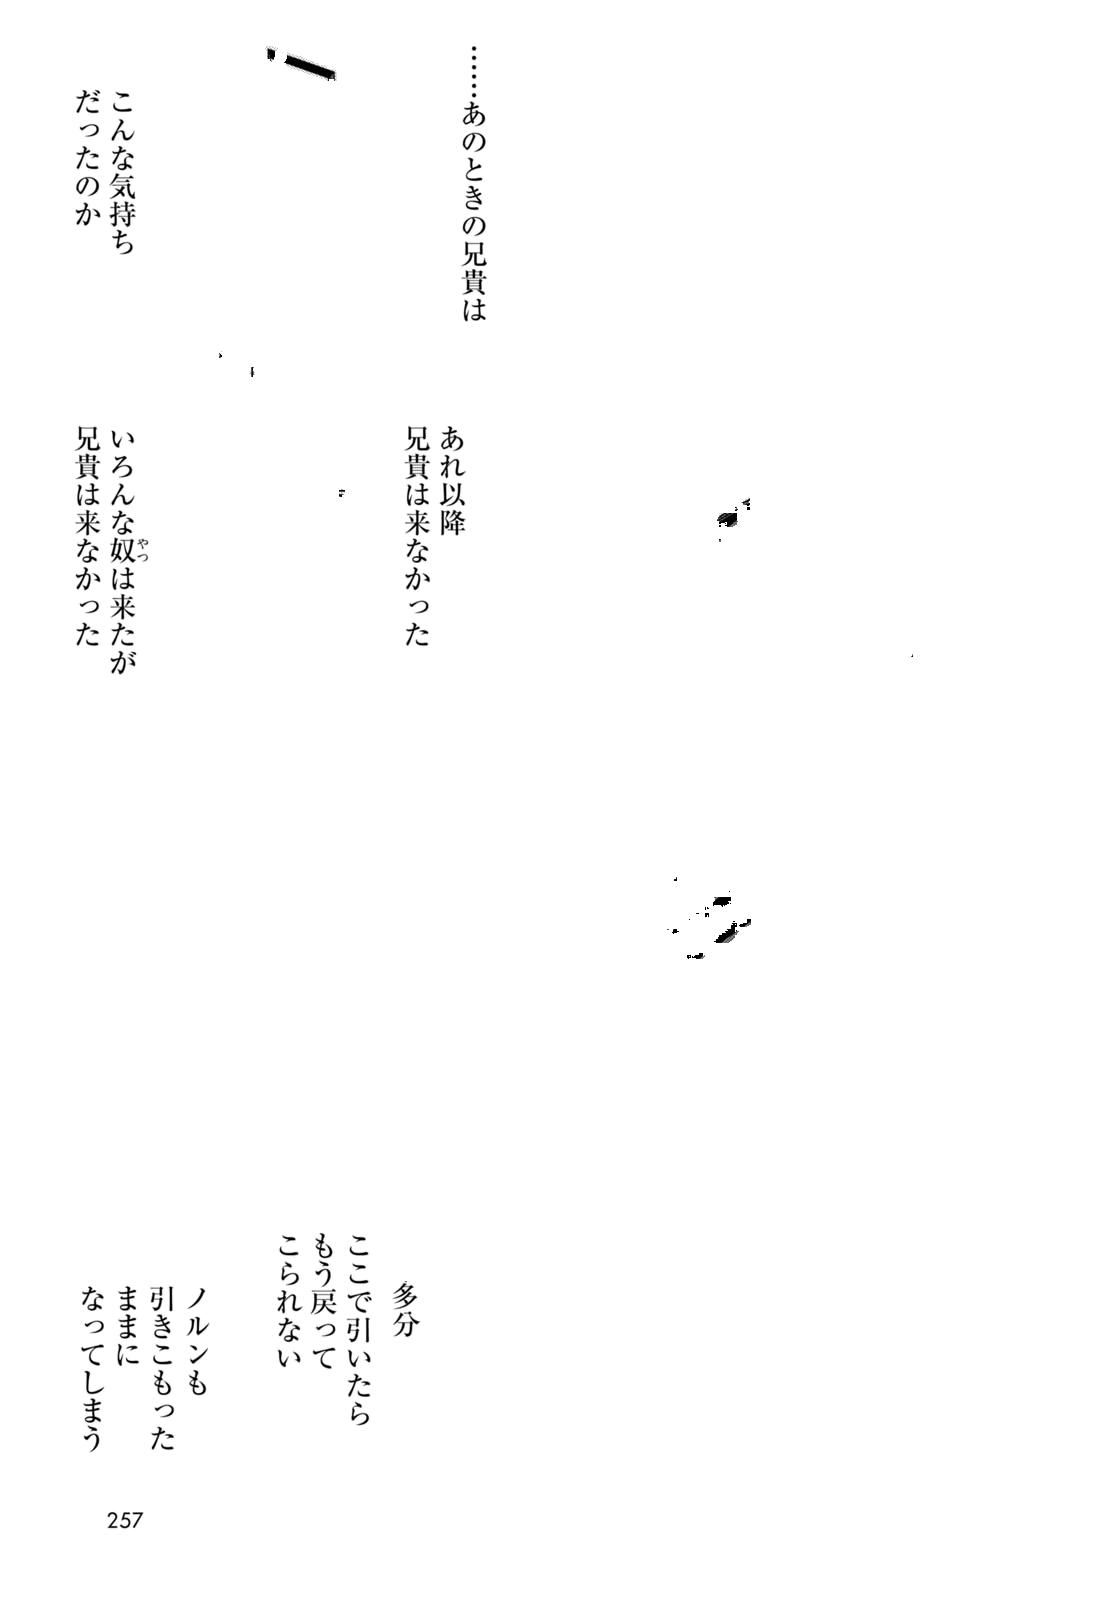 ……あのときの兄貴は
こんな気持ち
だったのか
あれ以降
兄貴は来なかった
いろんな奴は来たが
やつ
兄貴は来なかった
多分
ここで引いたら
もう戻って
こられない
ノルンも
引きこもった
ままに
なってしまう
257